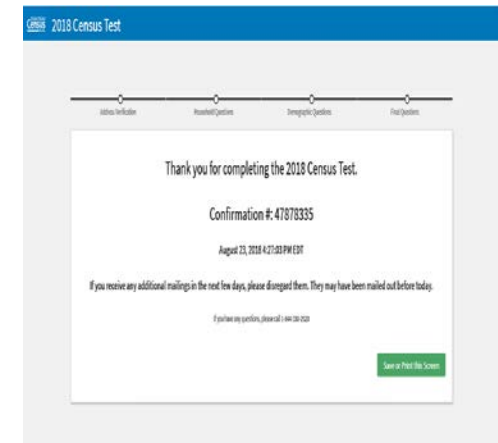 Census 2018 Census Test
Address Verification Household Questions Demographic Questions Final Questions
Thank you for completing the 2018 Census Test.
Confirmation #: 47878335
August 23, 2018 4:27:03 PM EDT
If you receive any additional mailings in the next few days, please disregard them. They may have been mailed out before today.
If you have any questions, please call
Save or Print this Screen